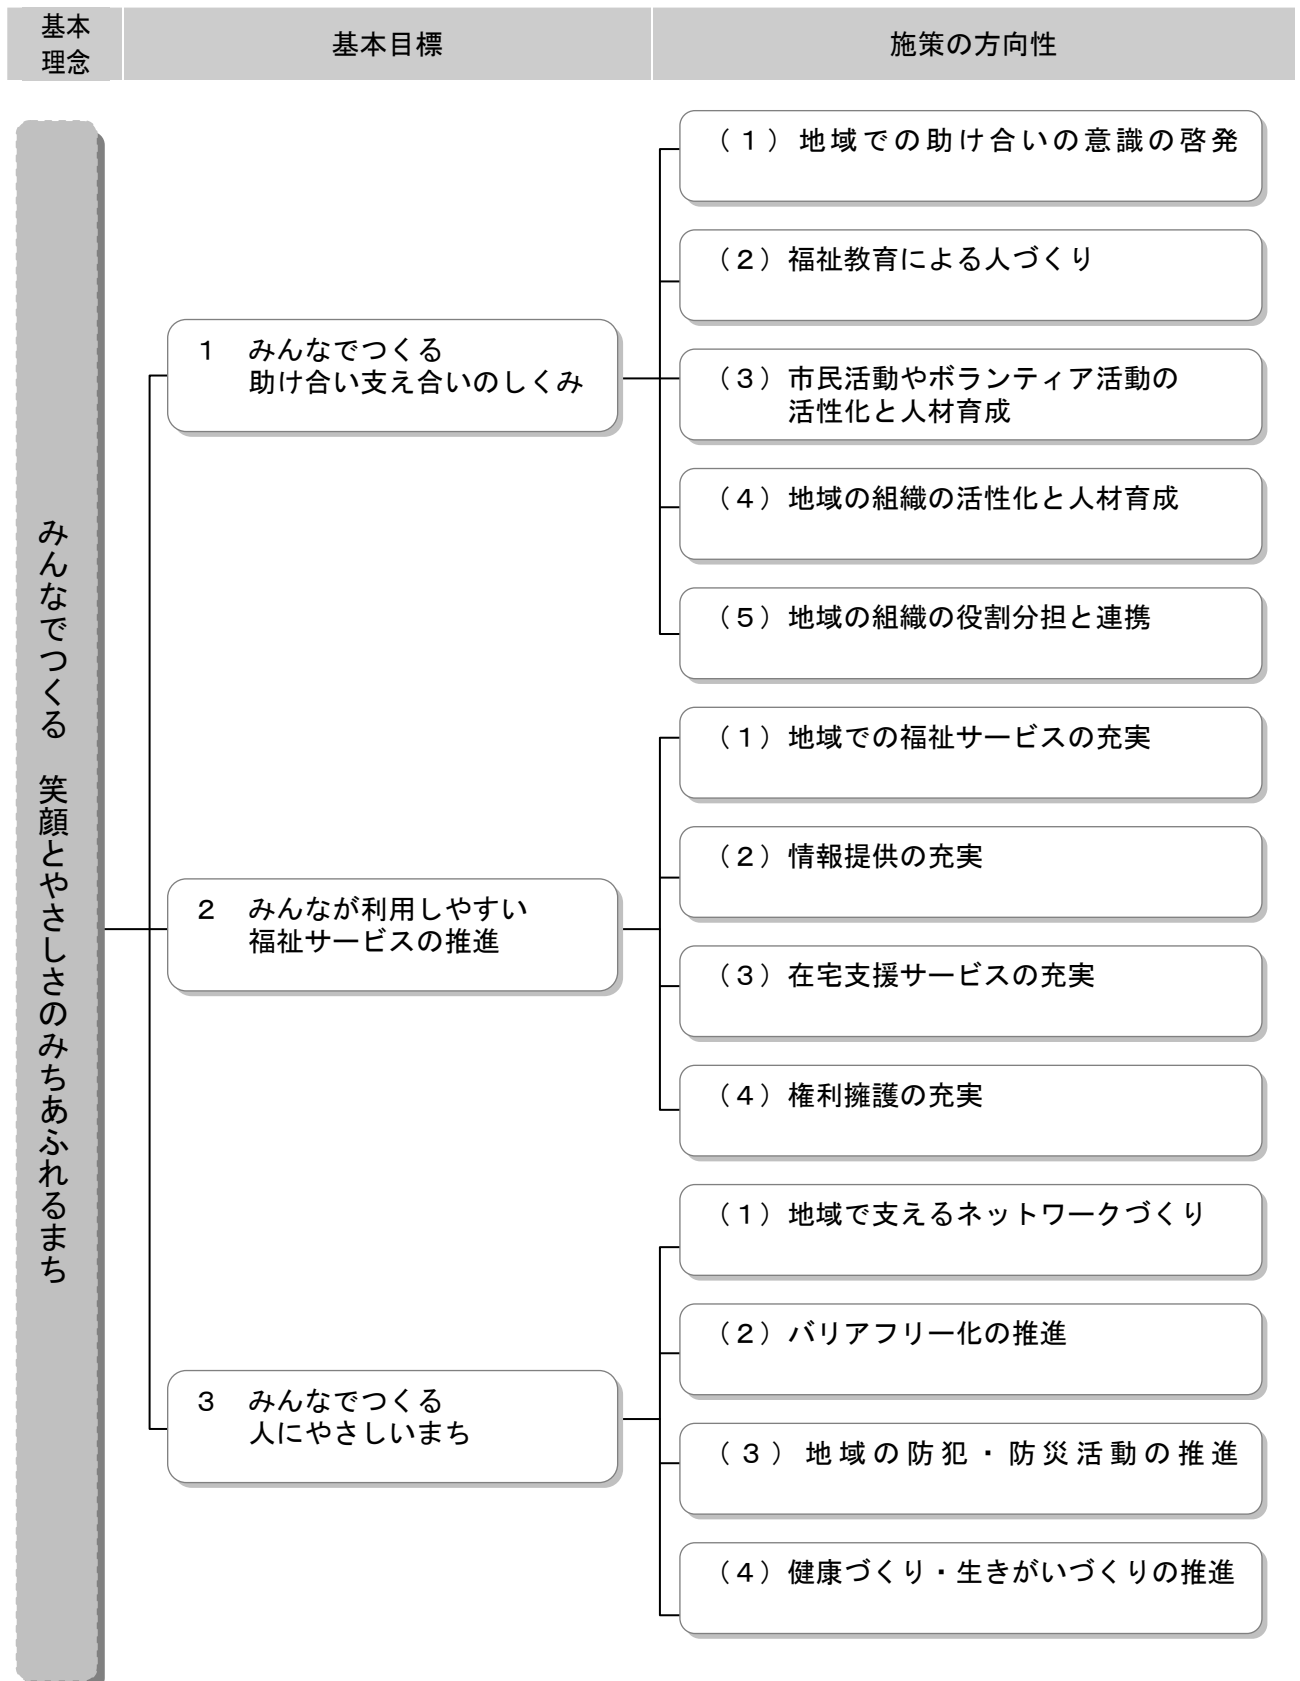 基本
理念
基本目標
施策の方向性
みんなでつくる　笑顔とやさしさのみちあふれるまち
１　みんなでつくる
助け合い支え合いのしくみ
（１）地域での助け合いの意識の啓発
（２）福祉教育による人づくり
（３）市民活動やボランティア活動の
活性化と人材育成
（４）地域の組織の活性化と人材育成
（５）地域の組織の役割分担と連携
２　みんなが利用しやすい
福祉サービスの推進
（１）地域での福祉サービスの充実
（２）情報提供の充実
（３）在宅支援サービスの充実
（４）権利擁護の充実
３　みんなでつくる
人にやさしいまち
（１）地域で支えるネットワークづくり
（２）バリアフリー化の推進
（３）地域の防犯・防災活動の推進
（４）健康づくり・生きがいづくりの推進